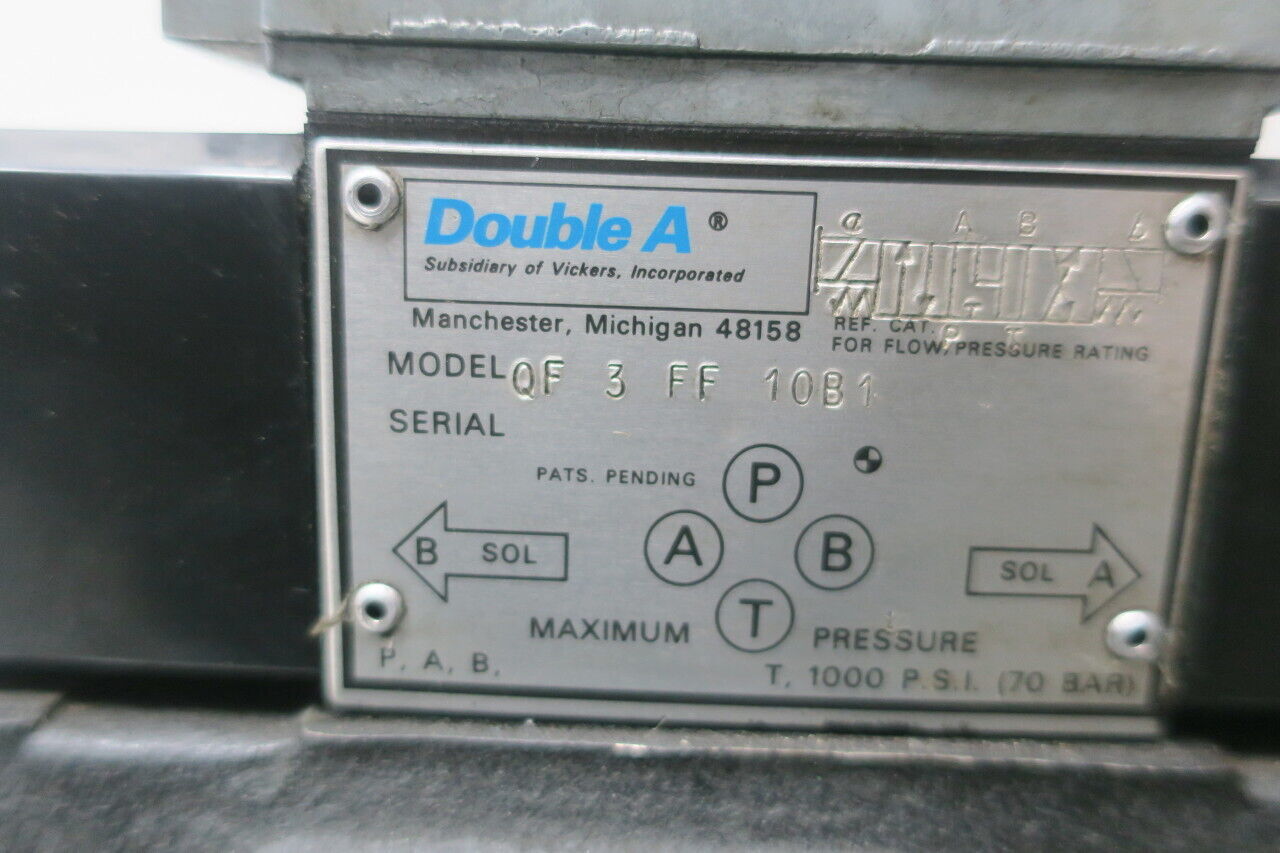 Double A ®
Subsidiary of Vickers, Incorporated
Manchester, Michigan 48158
a A B b
P T
REF. CAT.
FOR FLOW/PRESSURE RATING
MODEL QF 3 FF 10B1
SERIAL
PATS. PENDING
P
B SOL
A
B
SOL A
T
MAXIMUM PRESSURE
P, A, B,
T, 1000 P.S.I. (70 BAR)